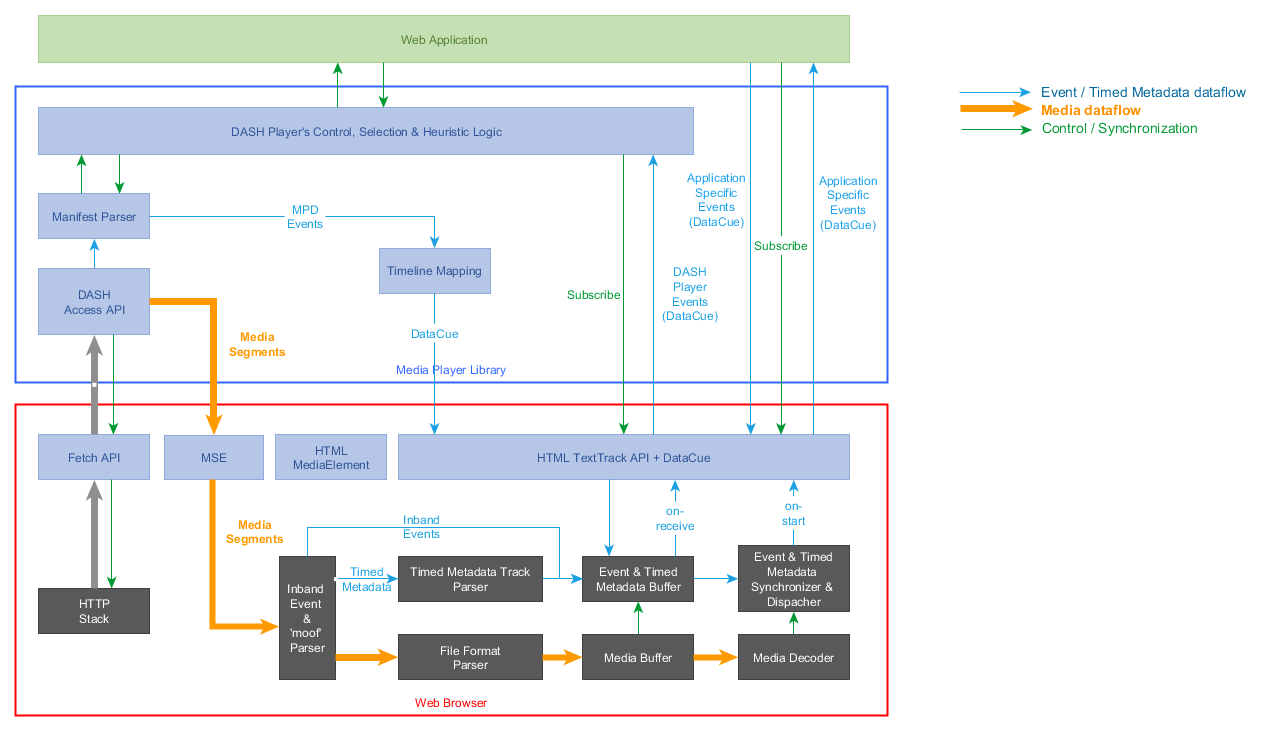 Web Application
Event / Timed Metadata dataflow
Media dataflow
Control / Synchronization
DASH Player's Control, Selection & Heuristic Logic
Application
Specific
Events
(DataCue)
Application
Specific
Events
(DataCue)
Manifest Parser
MPD
Events
Subscribe
Timeline Mapping
DASH
Access API
Subscribe
DASH
Player
Events
(DataCue)
Media
Segments
DataCue
Media Player Library
Fetch API
MSE
HTML
MediaElement
HTML TextTrack API + DataCue
Media
Segments
Inband
Events
on-
receive
on-
start
HTTP
Stack
Inband
Event
&
'moof'
Parser
Timed
Metadata
Timed Metadata Track
Parser
Event & Timed
Metadata Buffer
Event & Timed
Metadata
Synchronizer &
Dispacher
File Format
Parser
Media Buffer
Media Decoder
Web Browser